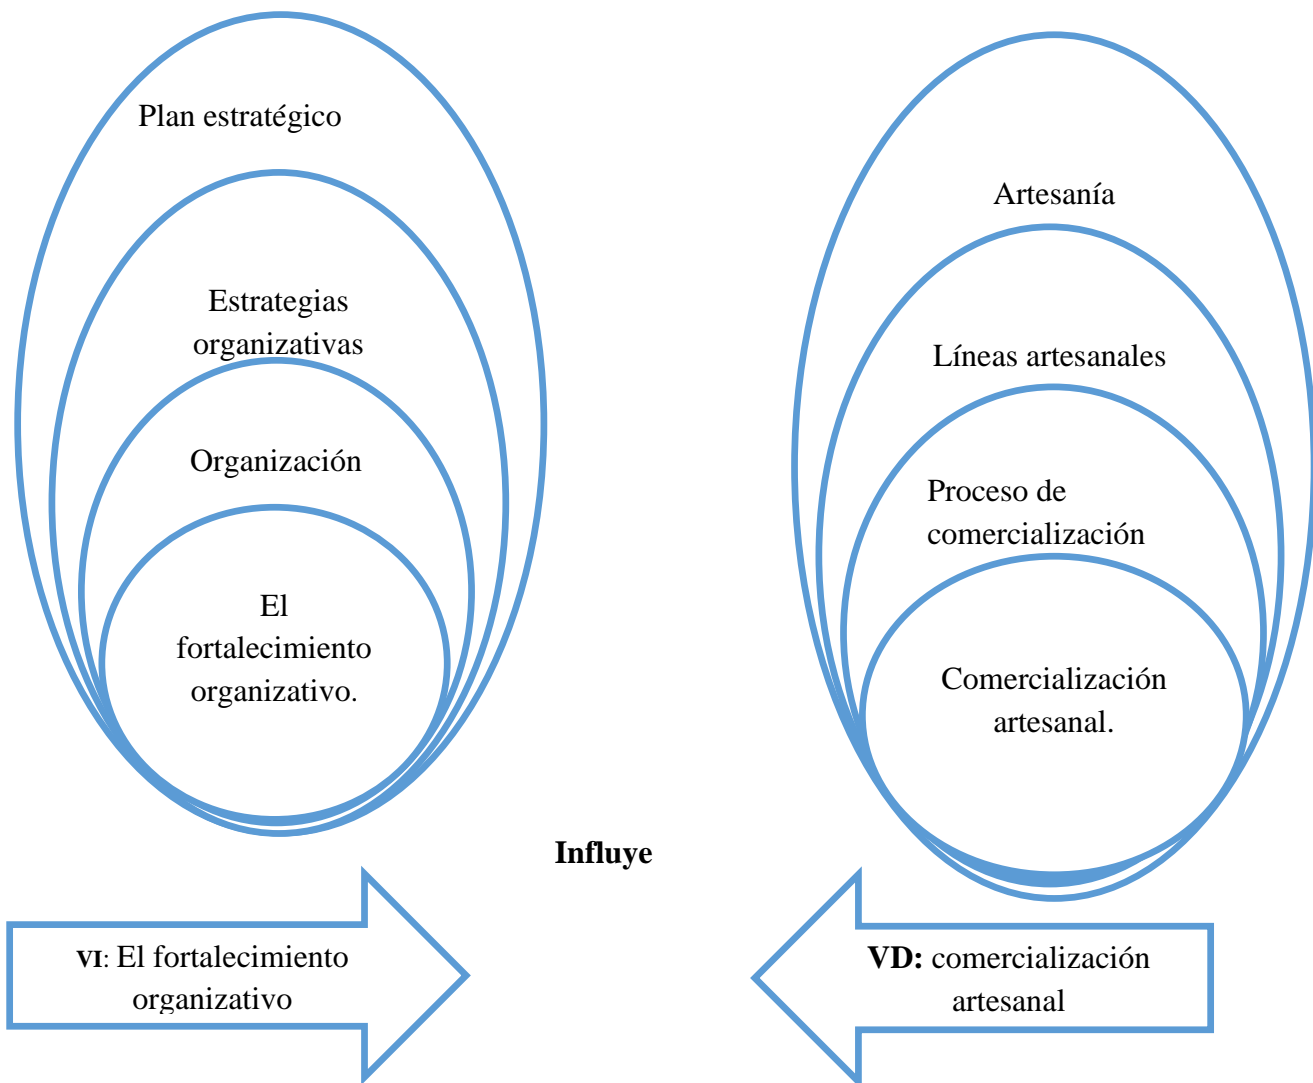 Plan estratégico
Estrategias
organizativas
Organización
El
fortalecimiento
organizativo.
Artesanía
Líneas artesanales
Proceso de
comercialización
Comercialización
artesanal.
Influye
VI: El fortalecimiento
organizativo
VD: comercialización
artesanal